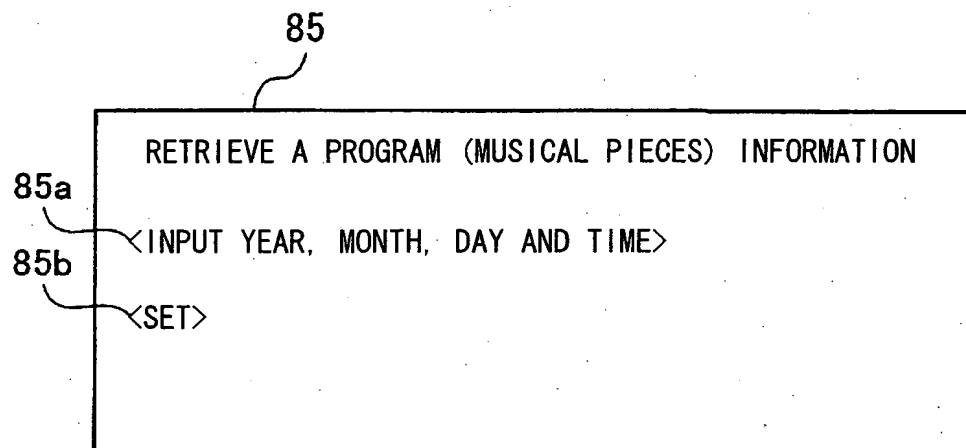 85
RETRIEVE A PROGRAM (MUSICAL PIECES) INFORMATION
85a
<INPUT YEAR, MONTH, DAY AND TIME>
85b
<SET>